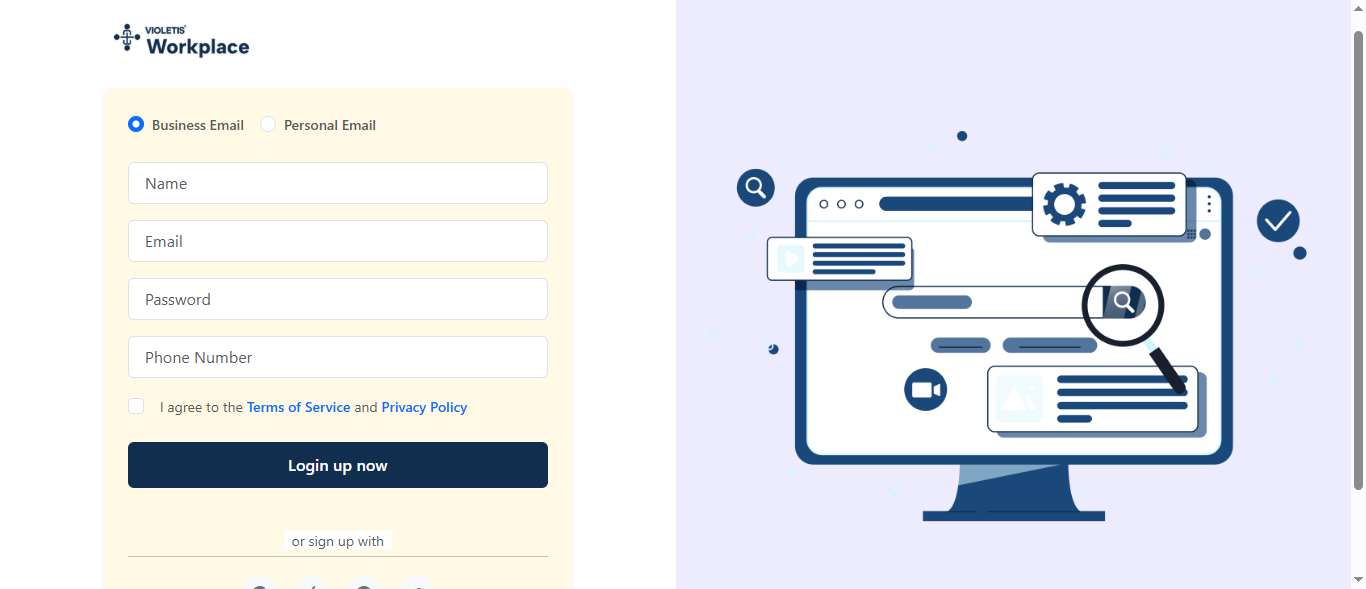 VIOLETIS
Workplace
Business Email Personal Email
Name
Email
Password
Phone Number
I agree to the Terms of Service and Privacy Policy
Login up now
or sign up with